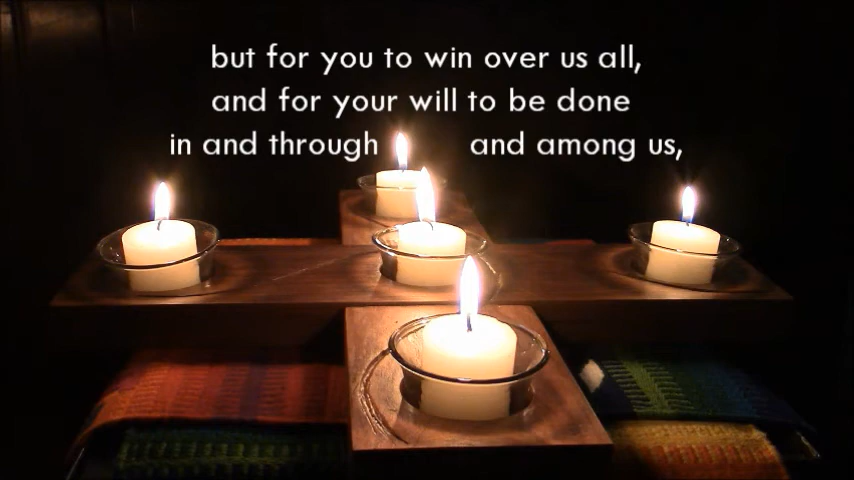 but for you to win over us all,
and for your will to be done
in and through and among us,